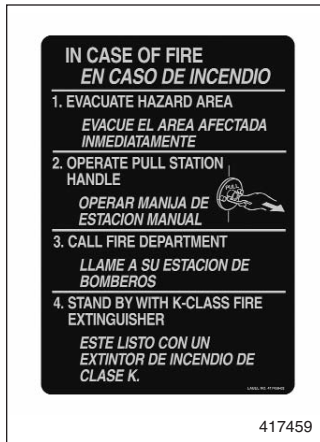 IN CASE OF FIRE
EN CASO DE INCENDIO
1. EVACUATE HAZARD AREA
EVACUE EL AREA AFECTADA
INMEDIATAMENTE
2. OPERATE PULL STATION
HANDLE
PULL
OPERAR MANIJA DE
ESTACION MANUAL
3. CALL FIRE DEPARTMENT
LLAME A SU ESTACION DE
BOMBEROS
4. STAND BY WITH K-CLASS FIRE
EXTINGUISHER
ESTE LISTO CON UN
EXTINTOR DE INCENDIO DE
CLASE K.
417459